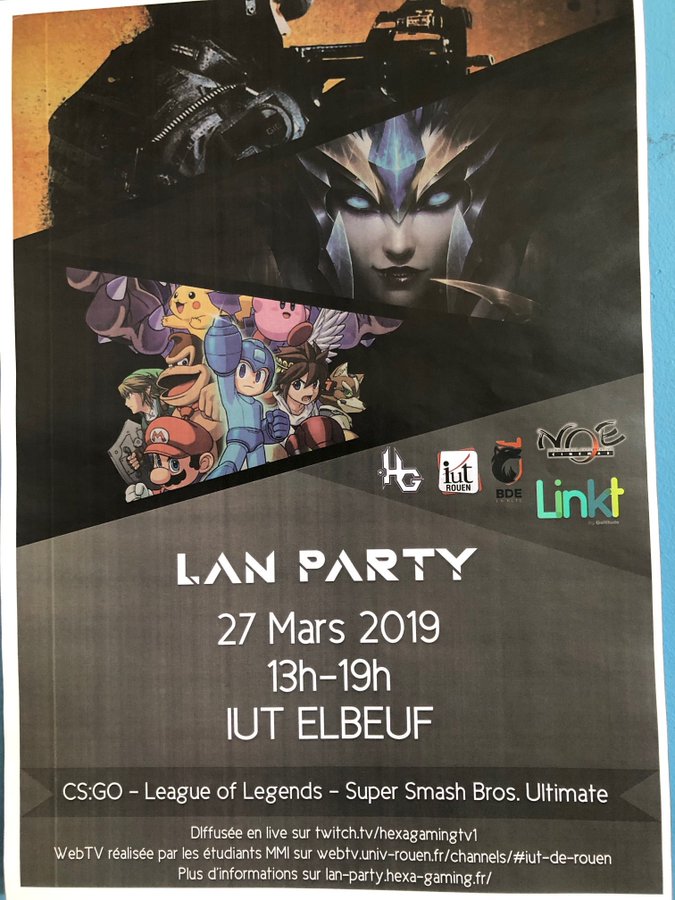 GIG
HG
iut
ROUEN
BDE
NOE
CINEMAS
Linkt
LAN PARTY
27 Mars 2019
13h-19h
IUT ELBEUF
CS:GO - League of Legends - Super Smash Bros. Ultimate
DIffusée en live sur twitch.tv/hexagamingtv1
WebTV réalisée par les étudiants MMI sur webtv.univ-rouen.fr/channels/#iut-de-rouen
Plus d'informations sur lan-party.hexa-gaming.fr/